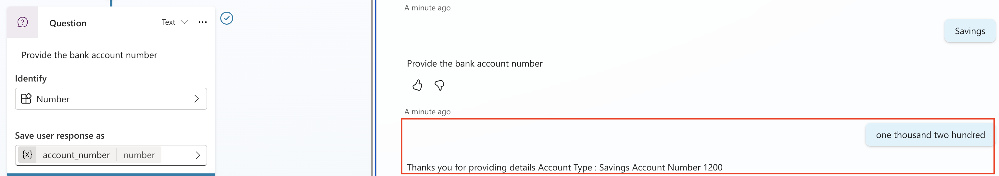 Question
Text
Provide the bank account number
Identify
Number
Save user response as
{x} account_number number
A minute ago
Savings
Provide the bank account number
A minute ago
one thousand two hundred
Thanks you for providing details Account Type : Savings Account Number 1200